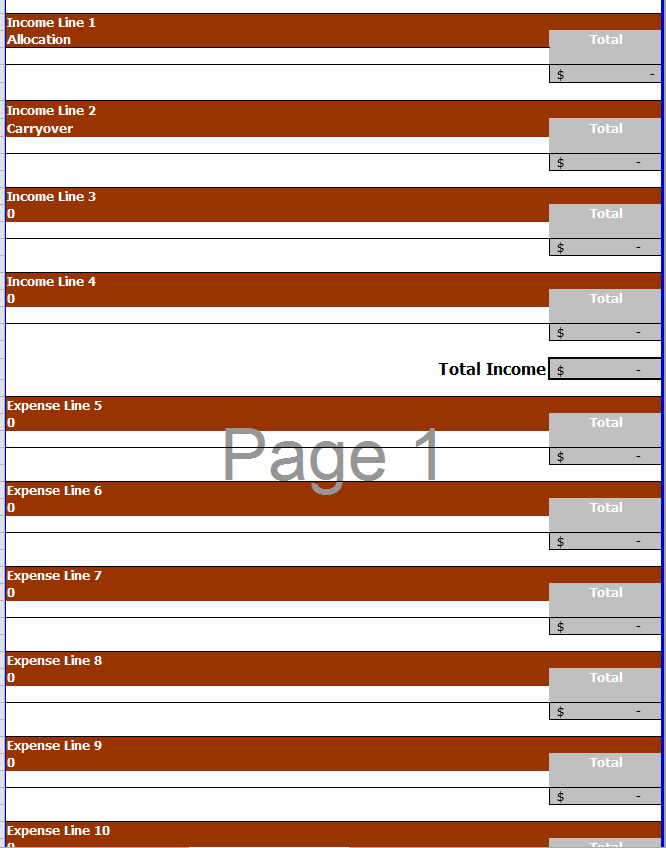 Income Line 1
Allocation Total
$ -
Income Line 2
Carryover Total
$ -
Income Line 3
0 Total
$ -
Income Line 4
0 Total
$ -
Total Income $ -
Expense Line 5
0 Total
Page 1
$ -
Expense Line 6
0 Total
$ -
Expense Line 7
0 Total
$ -
Expense Line 8
0 Total
$ -
Expense Line 9
0 Total
$ -
Expense Line 10
0 Total